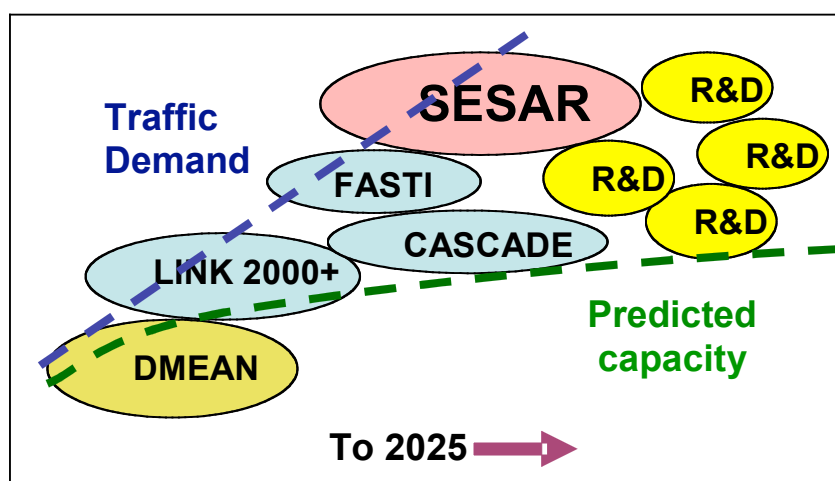 SESAR
R&D
Traffic
Demand
R&D
FASTI
R&D
R&D
CASCADE
LINK 2000+
Predicted
capacity
DMEAN
To 2025